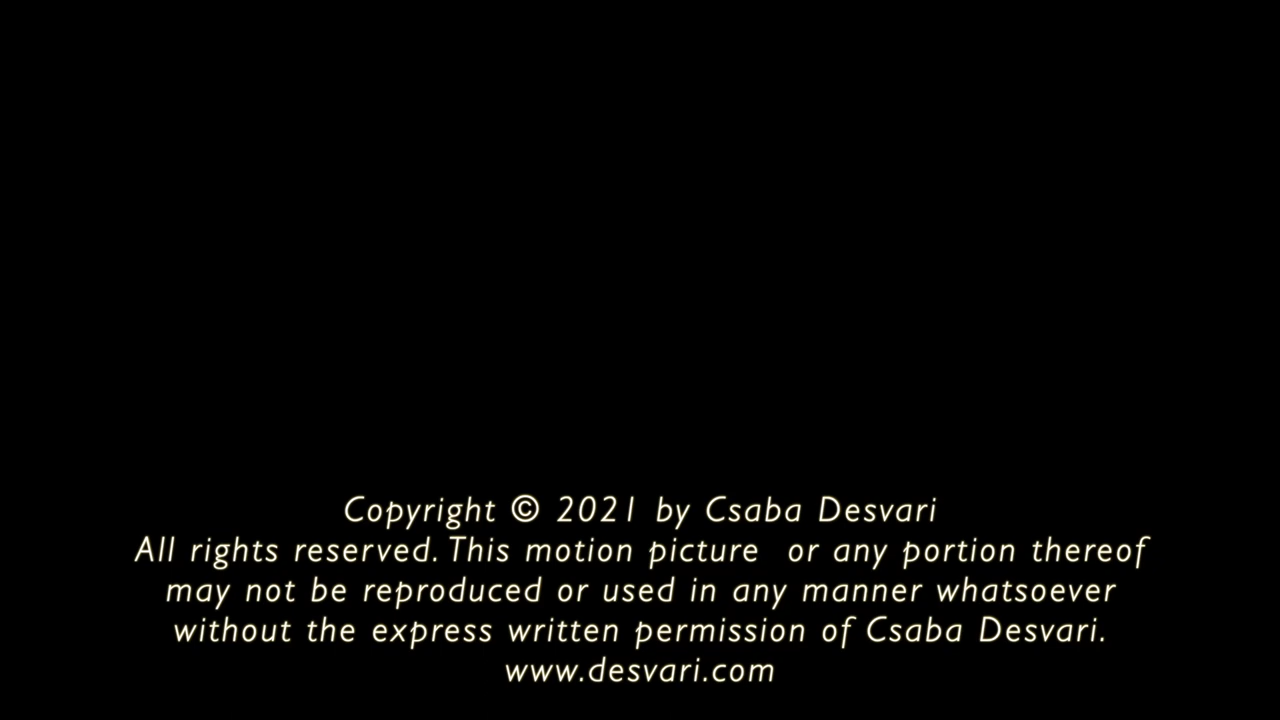 Copyright © 2021 by Csaba Desvari
All rights reserved. This motion picture  or any portion thereof
may not be reproduced or used in any manner whatsoever
without the express written permission of Csaba Desvari.
www.desvari.com